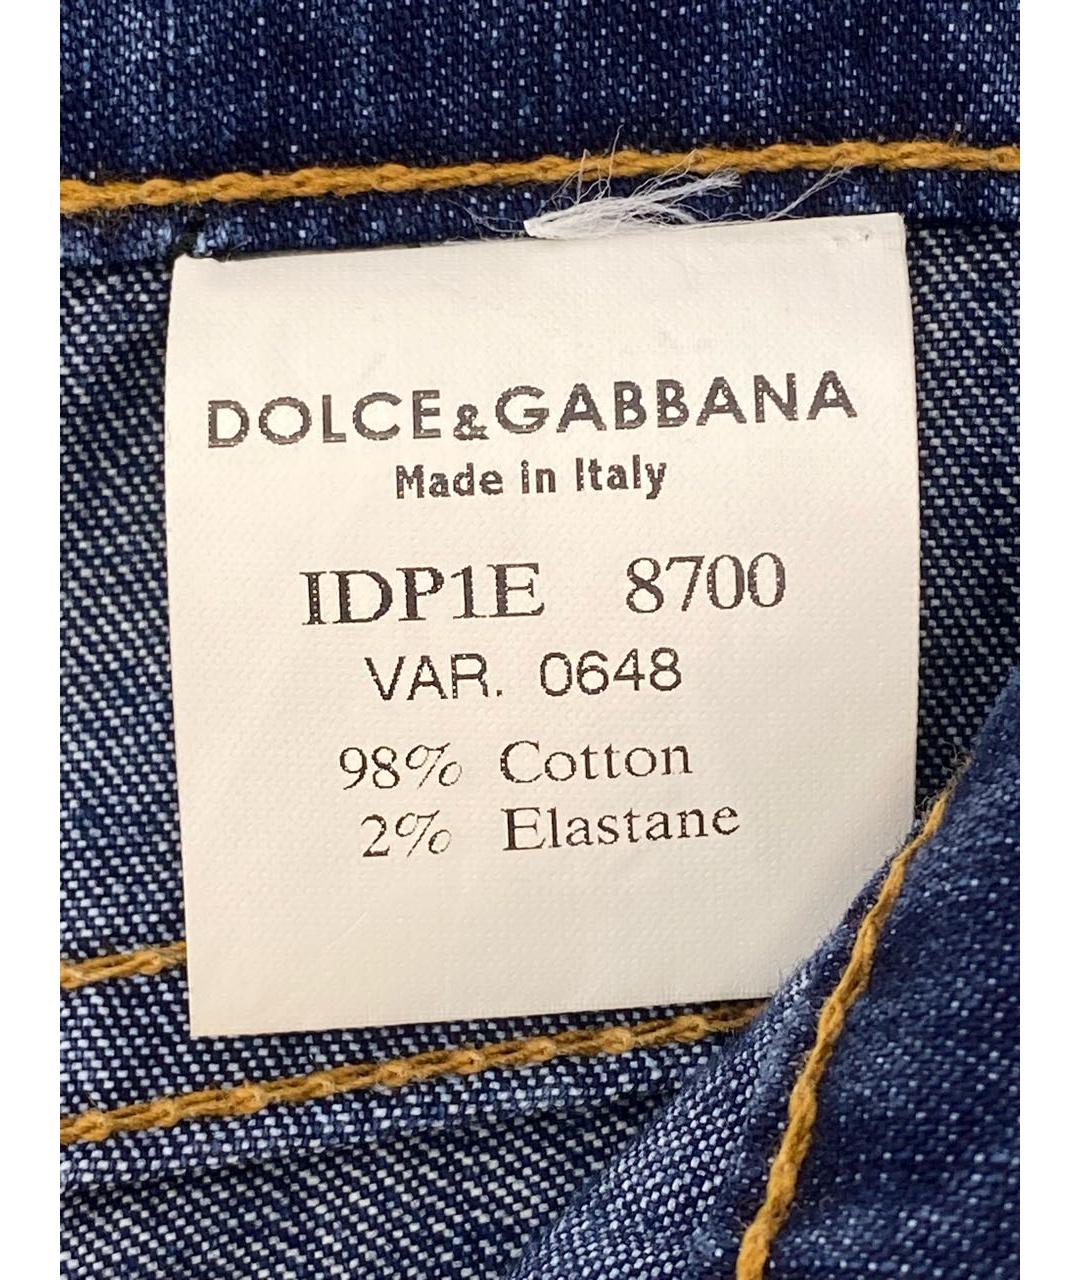 DOLCE&GABBANA
Made in Italy
IDP1E 8700
VAR. 0648
98% Cotton
2% Elastane